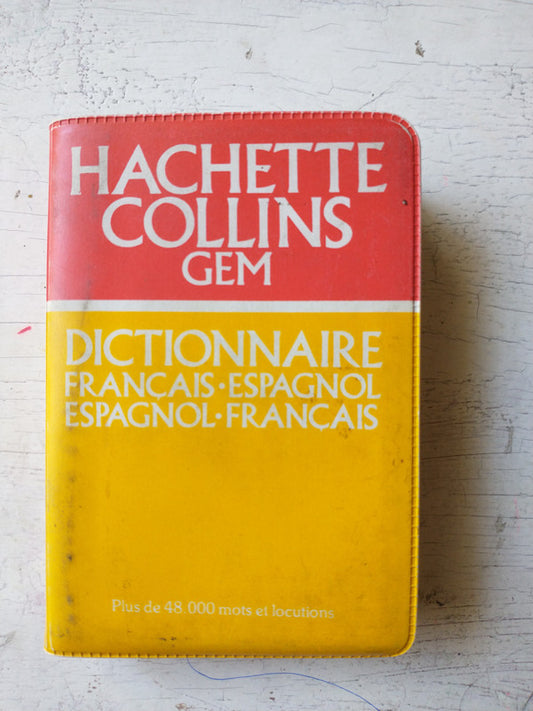 HACHETTE
COLLINS
GEM
DICTIONNAIRE
FRANÇAIS·ESPAGNOL
ESPAGNOL·FRANÇAIS
Plus de 48.000 mots et locutions